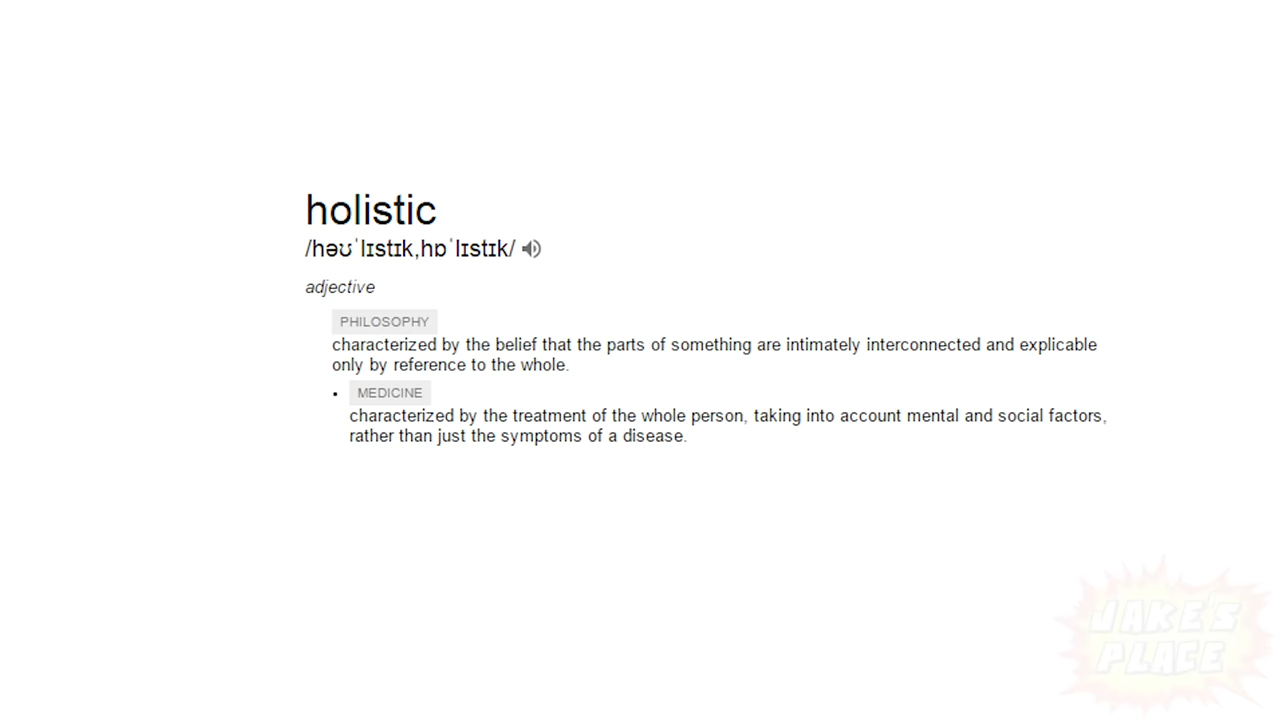 holistic
/həʊˈlɪstɪk,hɒˈlɪstɪk/
adjective
PHILOSOPHY
characterized by the belief that the parts of something are intimately interconnected and explicable
only by reference to the whole.
• MEDICINE
characterized by the treatment of the whole person, taking into account mental and social factors,
rather than just the symptoms of a disease.
JAKE'S
PLACE